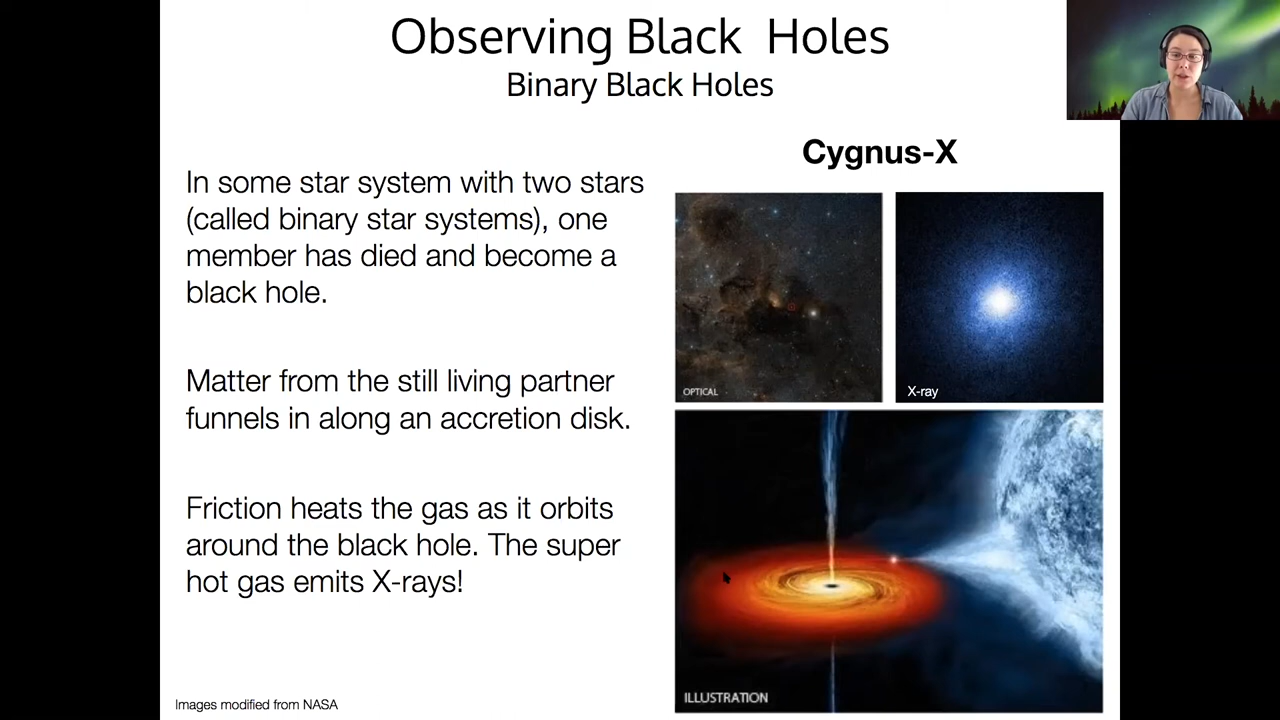 Observing Black Holes
Binary Black Holes
Cygnus-X
In some star system with two stars
(called binary star systems), one
member has died and become a
black hole.
Matter from the still living partner
funnels in along an accretion disk.
Friction heats the gas as it orbits
around the black hole. The super
hot gas emits X-rays!
OPTICAL
X-ray
ILLUSTRATION
Images modified from NASA